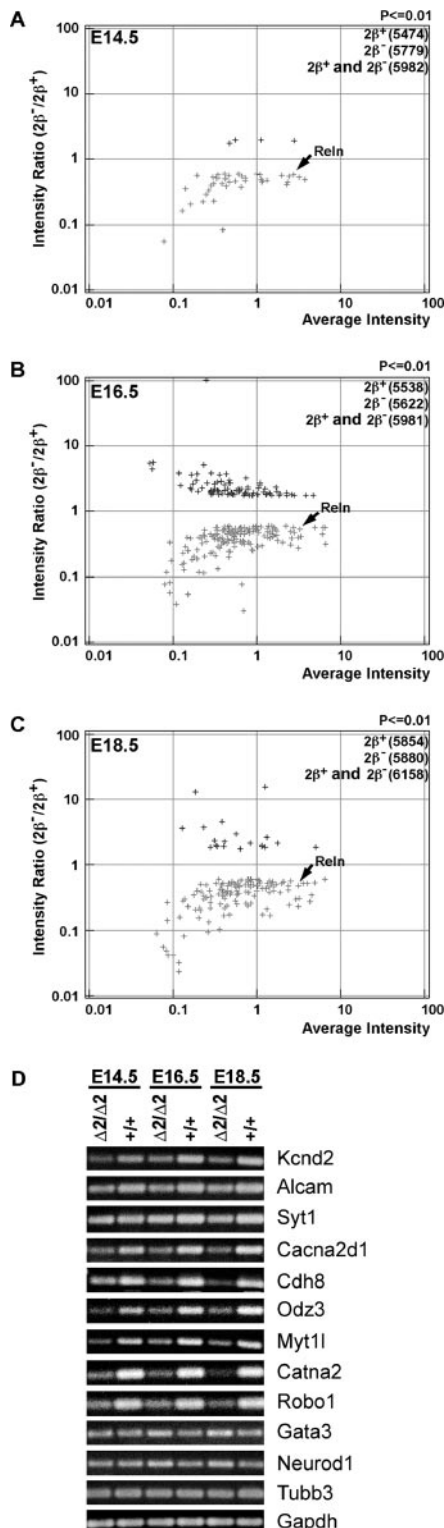 A
P<=0.01
E14.5
2β⁺(5474)
2β⁻(5779)
2β⁺ and 2β⁻(5982)
Intensity Ratio (2β⁻/2β⁺)
100
10
1
0.1
0.01
Reln
0.01 0.1 1 10 100
Average Intensity
B
P<=0.01
E16.5
2β⁺(5538)
2β⁻(5622)
2β⁺ and 2β⁻(5981)
Intensity Ratio (2β⁻/2β⁺)
100
10
1
0.1
0.01
Reln
0.01 0.1 1 10 100
Average Intensity
C
P<=0.01
E18.5
2β⁺(5854)
2β⁻(5880)
2β⁺ and 2β⁻(6158)
Intensity Ratio (2β⁻/2β⁺)
100
10
1
0.1
0.01
Reln
0.01 0.1 1 10 100
Average Intensity
D
E14.5 E16.5 E18.5
Δ2/Δ2 +/+ Δ2/Δ2 +/+ Δ2/Δ2 +/+
Kcnd2
Alcam
Syt1
Cacna2d1
Cdh8
Odz3
Myt1l
Catna2
Robo1
Gata3
Neurod1
Tubb3
Gapdh